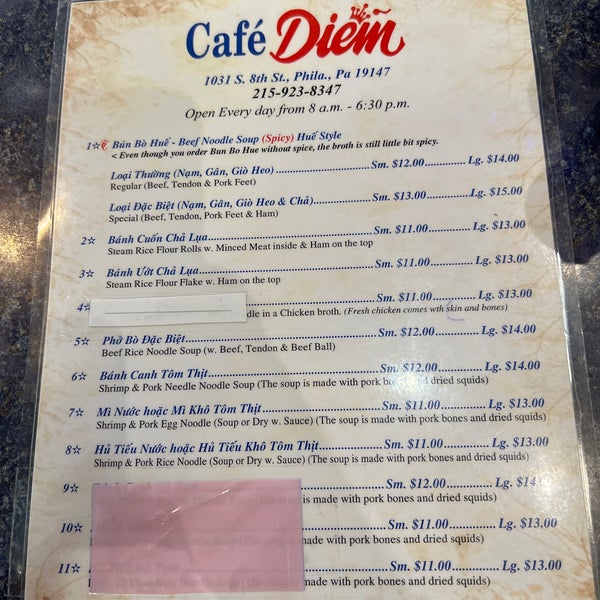 Café Diem
1031 S. 8th St., Phila., Pa 19147
215-923-8347
Open Every day from 8 a.m. - 6:30 p.m.
1☆ Bún Bò Huế - Beef Noodle Soup (Spicy) Huế Style
< Even though you order Bun Bo Hue without spice, the broth is still little bit spicy.
Loại Thường (Nạm, Gân, Giò Heo) Sm. $12.00 Lg. $14.00
Regular (Beef, Tendon & Pork Feet)
Loại Đặc Biệt (Nạm, Gân, Giò Heo & Chả) Sm. $13.00 Lg. $15.00
Special (Beef, Tendon, Pork Feet & Ham)
2☆ Bánh Cuốn Chả Lụa Sm. $11.00 Lg. $13.00
Steam Rice Flour Rolls w. Minced Meat inside & Ham on the top
3☆ Bánh Ướt Chả Lụa Sm. $11.00 Lg. $13.00
Steam Rice Flour Flake w. Ham on the top
4☆ Sm. $11.00 Lg. $13.00
dle in a Chicken broth. (Fresh chicken comes wth skin and bones)
5☆ Phở Bò Đặc Biệt Sm. $12.00 Lg. $14.00
Beef Rice Noodle Soup (w. Beef, Tendon & Beef Ball)
6☆ Bánh Canh Tôm Thịt Sm. $12.00 Lg. $14.00
Shrimp & Pork Needle Noodle Soup (The soup is made with pork bones and dried squids)
7☆ Mì Nước hoặc Mì Khô Tôm Thịt Sm. $11.00 Lg. $13.00
Shrimp & Pork Egg Noodle (Soup or Dry w. Sauce) (The soup is made with pork bones and dried squids)
8☆ Hủ Tiếu Nước hoặc Hủ Tiếu Khô Tôm Thịt Sm. $11.00 Lg. $13.00
Shrimp & Pork Rice Noodle (Soup or Dry w. Sauce) (The soup is made with pork bones and dried squids)
9☆ Sm. $12.00 Lg. $14.00
is made with pork bones and dried squids)
10☆ Sm. $11.00 Lg. $13.00
is made with pork bones and dried squids)
11☆ Sm. $11.00 Lg. $13.00
is made with pork bones and dried squids)